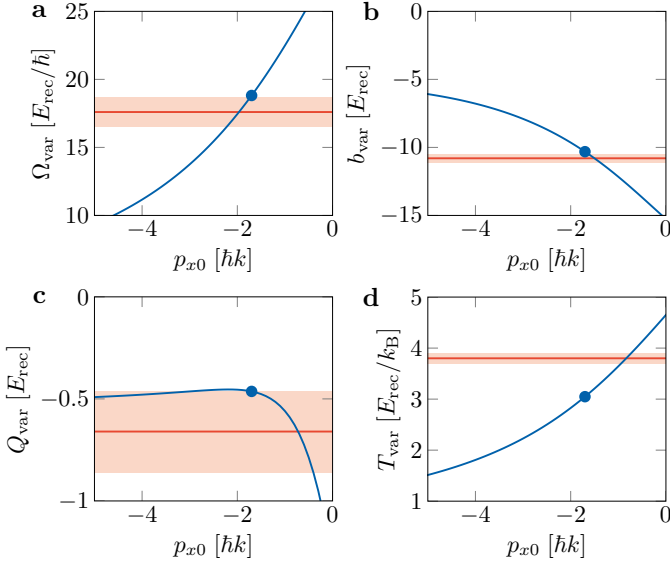 a
25
20
15
10
Ω_var [E_rec/ħ]
−4
−2
0
p_x0 [ħk]
b
0
−5
−10
−15
b_var [E_rec]
−4
−2
0
p_x0 [ħk]
c
0
−0.5
−1
Q_var [E_rec]
−4
−2
0
p_x0 [ħk]
d
5
4
3
2
1
T_var [E_rec/k_B]
−4
−2
0
p_x0 [ħk]